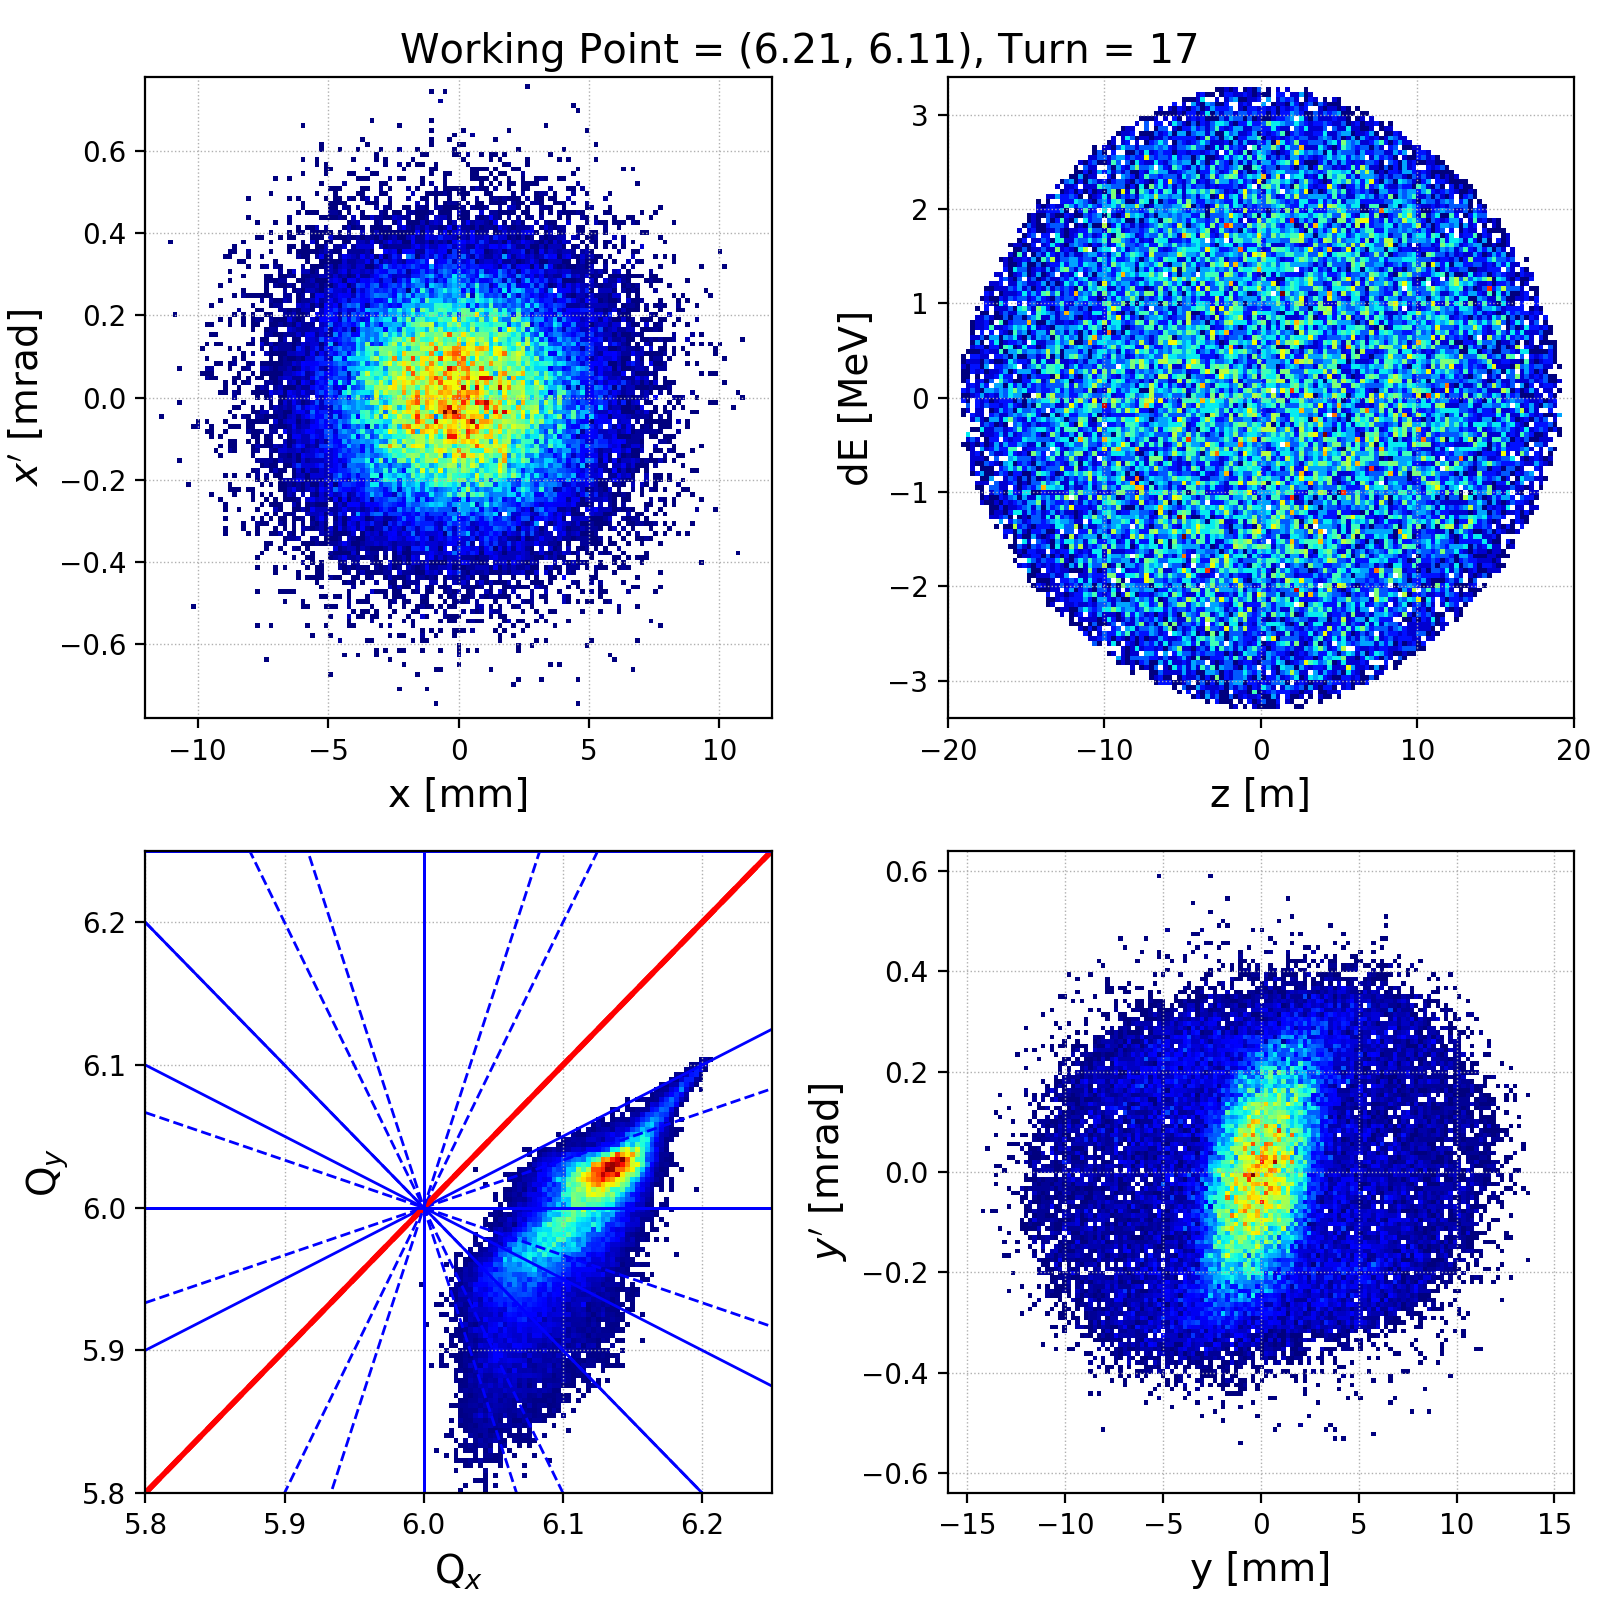 Working Point = (6.21, 6.11), Turn = 17
0.6
0.4
0.2
0.0
−0.2
−0.4
−0.6
x′ [mrad]
−10 −5 0 5 10
x [mm]
3
2
1
0
−1
−2
−3
dE [MeV]
−20 −10 0 10 20
z [m]
6.2
6.1
6.0
5.9
5.8
Qy
5.8 5.9 6.0 6.1 6.2
Qx
0.6
0.4
0.2
0.0
−0.2
−0.4
−0.6
y′ [mrad]
−15 −10 −5 0 5 10 15
y [mm]